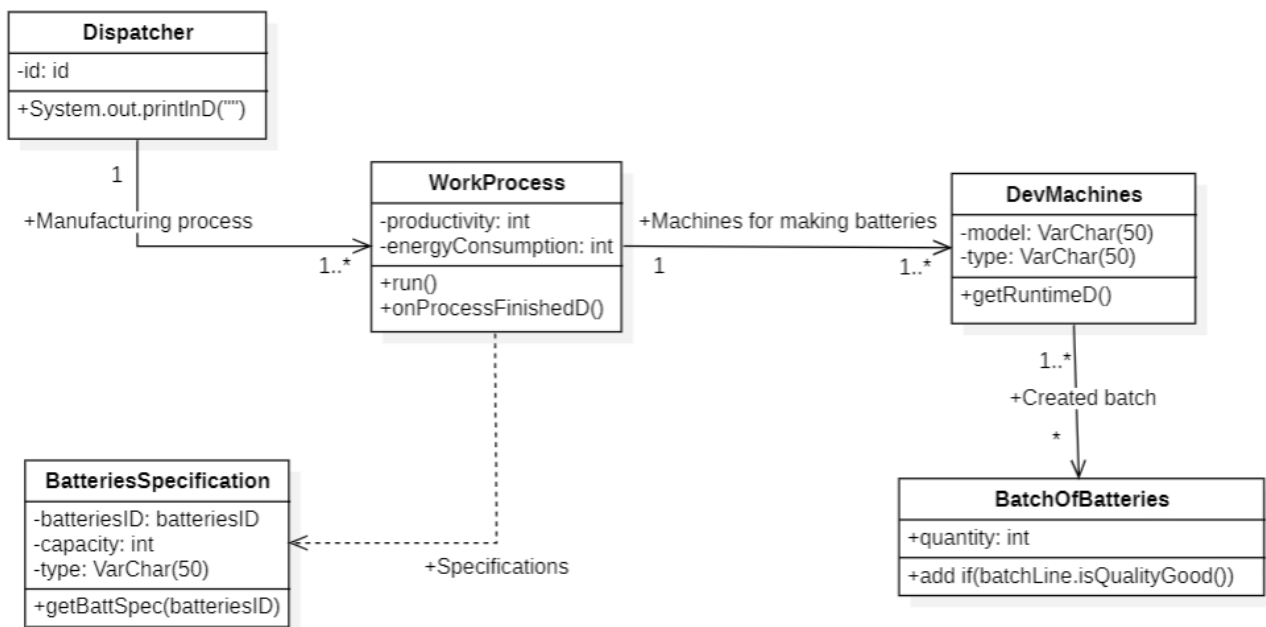 Dispatcher
-id: id
+System.out.printlnD("")
1
+Manufacturing process
1..*
WorkProcess
-productivity: int
-energyConsumption: int
+run()
+onProcessFinishedD()
+Machines for making batteries
1
1..*
DevMachines
-model: VarChar(50)
-type: VarChar(50)
+getRuntimeD()
1..*
+Created batch
*
BatteriesSpecification
-batteriesID: batteriesID
-capacity: int
-type: VarChar(50)
+getBattSpec(batteriesID)
+Specifications
BatchOfBatteries
+quantity: int
+add if(batchLine.isQualityGood())